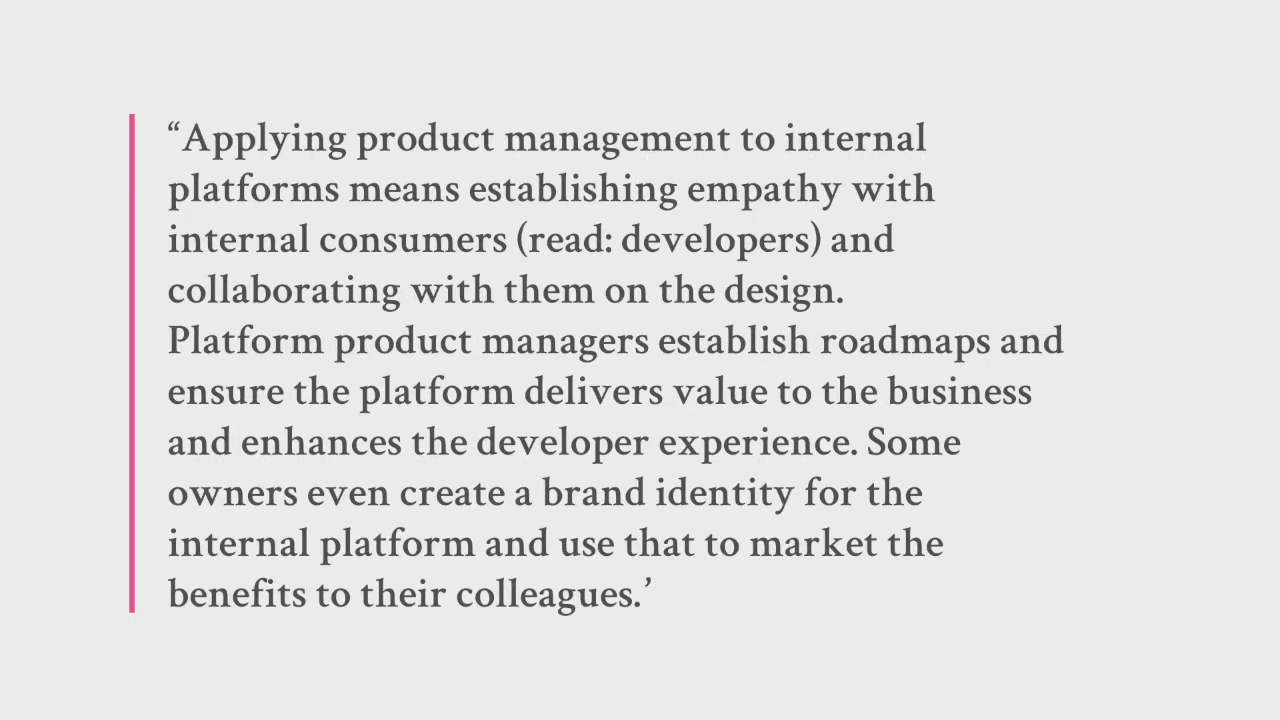 “Applying product management to internal
platforms means establishing empathy with
internal consumers (read: developers) and
collaborating with them on the design.
Platform product managers establish roadmaps and
ensure the platform delivers value to the business
and enhances the developer experience. Some
owners even create a brand identity for the
internal platform and use that to market the
benefits to their colleagues.’